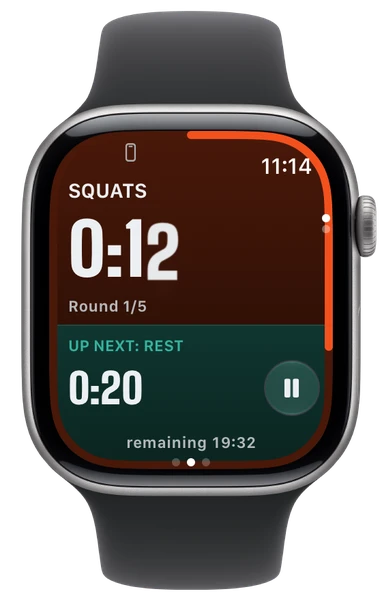 11:14
SQUATS
0:12
Round 1/5
UP NEXT: REST
0:20
remaining 19:32